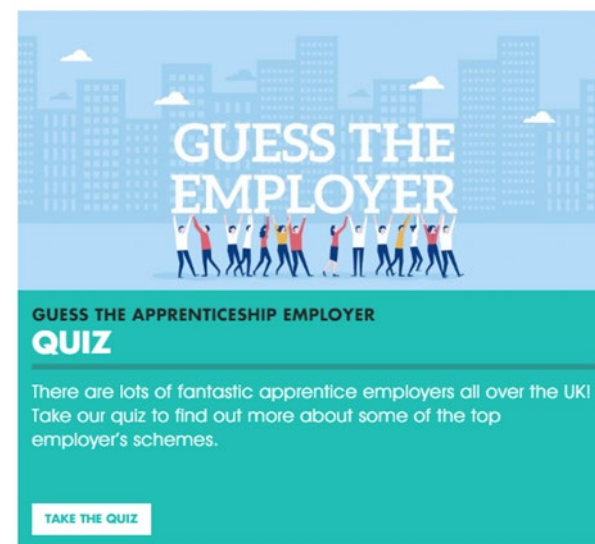 GUESS THE
EMPLOYER
GUESS THE APPRENTICESHIP EMPLOYER
QUIZ
There are lots of fantastic apprentice employers all over the UK!
Take our quiz to find out more about some of the top
employer's schemes.
TAKE THE QUIZ